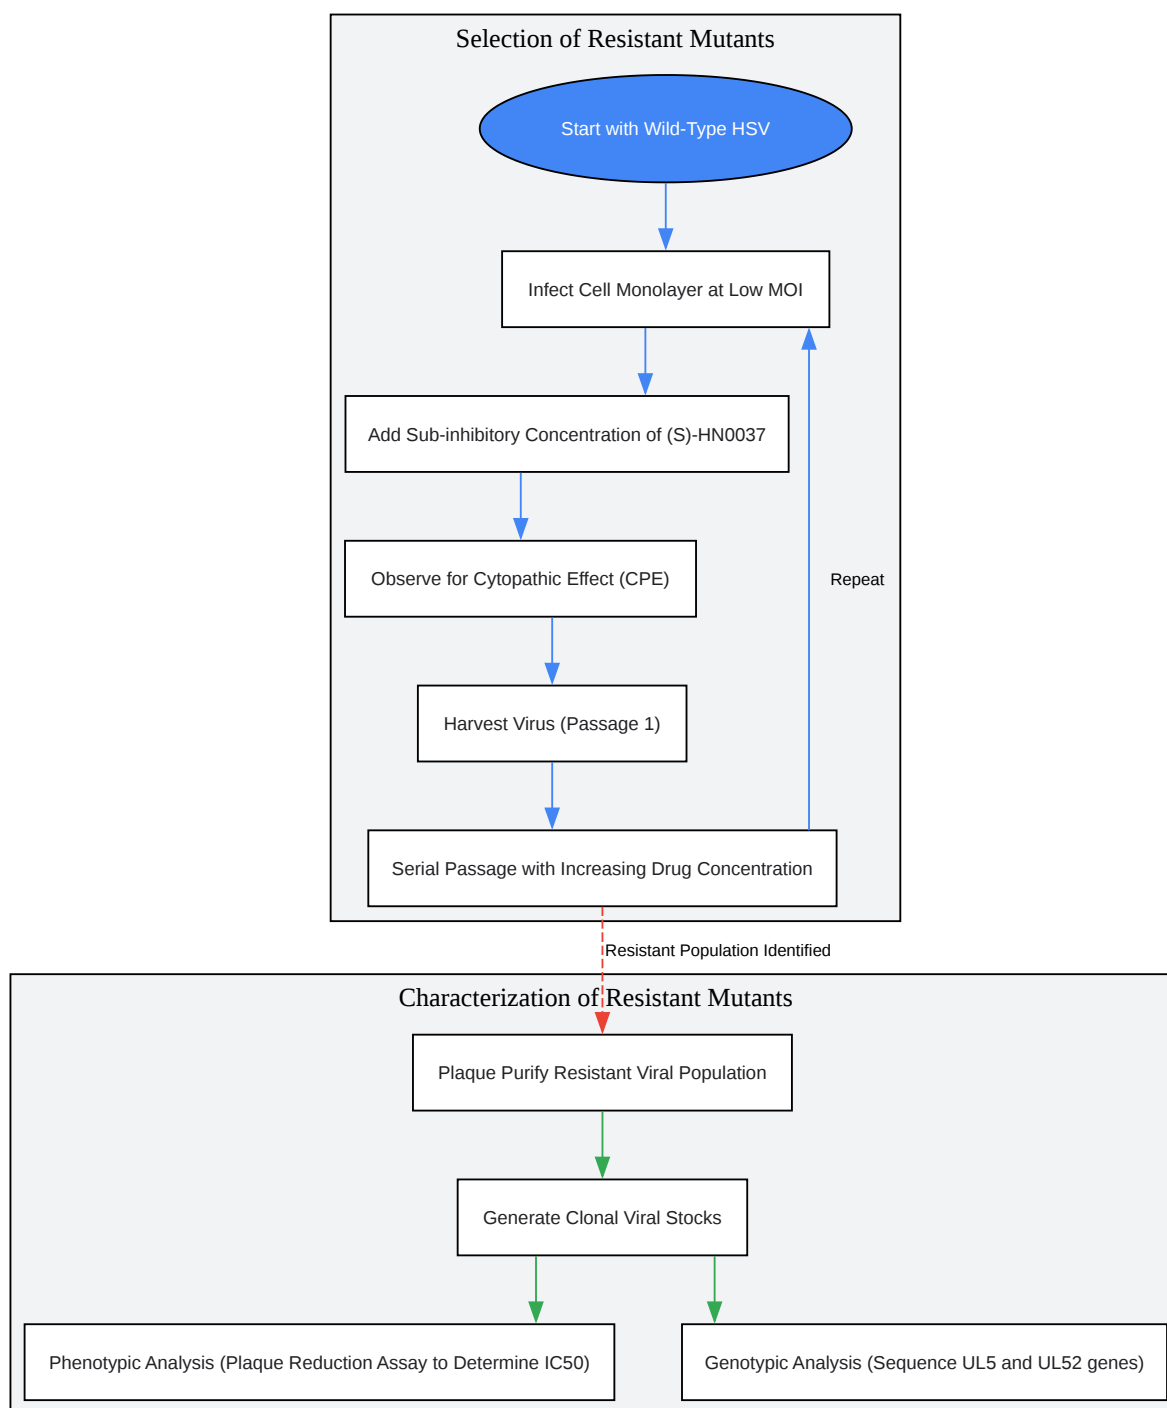 Selection of Resistant Mutants
Start with Wild-Type HSV
Infect Cell Monolayer at Low MOI
Add Sub-inhibitory Concentration of (S)-HN0037
Observe for Cytopathic Effect (CPE)
Repeat
Harvest Virus (Passage 1)
Serial Passage with Increasing Drug Concentration
Resistant Population Identified
Characterization of Resistant Mutants
Plaque Purify Resistant Viral Population
Generate Clonal Viral Stocks
Phenotypic Analysis (Plaque Reduction Assay to Determine IC50)
Genotypic Analysis (Sequence UL5 and UL52 genes)